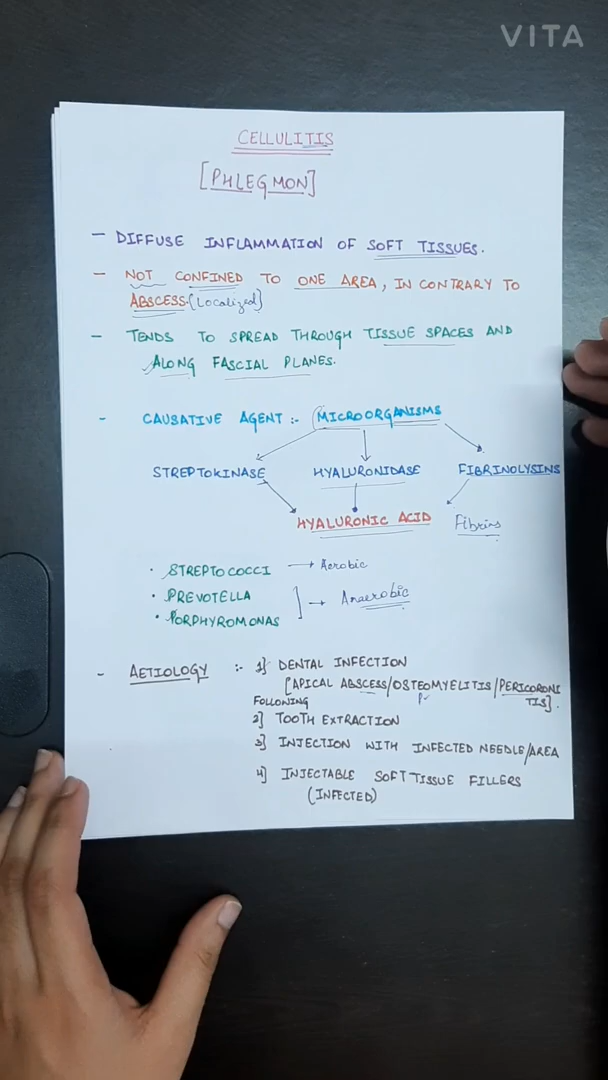 VITA
CELLULITIS
[PHLEGMON]
- DIFFUSE INFLAMMATION OF SOFT TISSUES.
- NOT CONFINED TO ONE AREA, IN CONTRARY TO
ABSCESS. (Localized)
- TENDS TO SPREAD THROUGH TISSUE SPACES AND
ALONG FASCIAL PLANES.
- CAUSATIVE AGENT :- MICROORGANISMS
STREPTOKINASE HYALURONIDASE FIBRINOLYSINS
HYALURONIC ACID Fibrins
• STREPTOCOCCI → Aerobic
• PREVOTELLA
→ Anaerobic
• PORPHYROMONAS
- AETIOLOGY :- 1] DENTAL INFECTION
[APICAL ABSCESS/OSTEOMYELITIS/PERICORONI
TIS].
FOLLOWING
2] TOOTH EXTRACTION
3] INJECTION WITH INFECTED NEEDLE/AREA
4] INJECTABLE SOFT TISSUE FILLERS
(INFECTED)